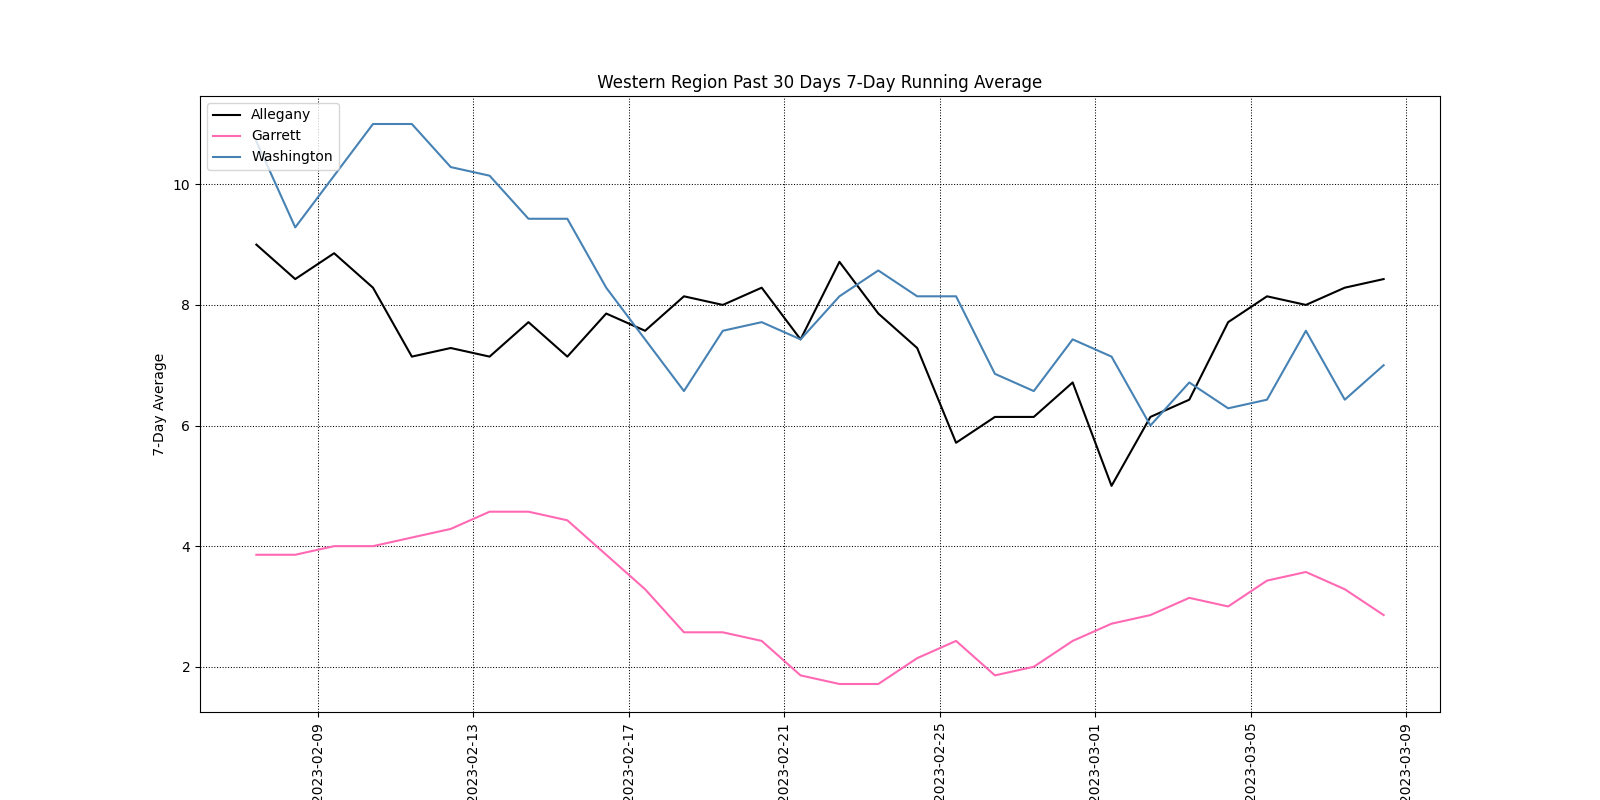 Western Region Past 30 Days 7-Day Running Average
Allegany
Garrett
Washington
7-Day Average
10
8
6
4
2
2023-02-09
2023-02-13
2023-02-17
2023-02-21
2023-02-25
2023-03-01
2023-03-05
2023-03-09